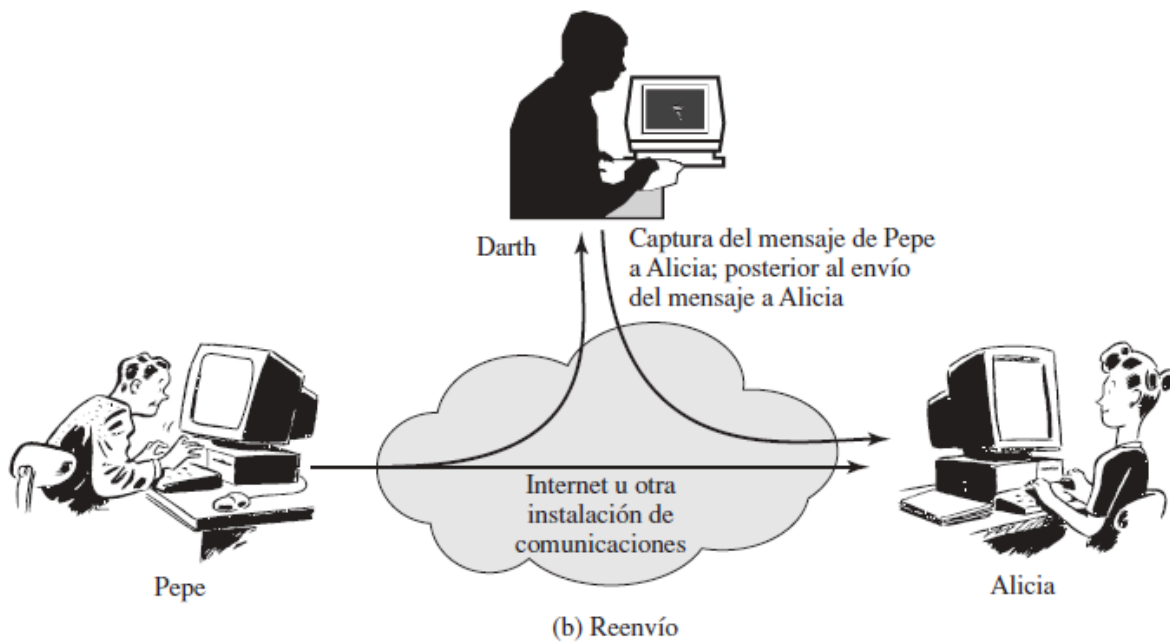 Darth
Captura del mensaje de Pepe
a Alicia; posterior al envío
del mensaje a Alicia
Internet u otra
instalación de
comunicaciones
Pepe
Alicia
(b) Reenvío